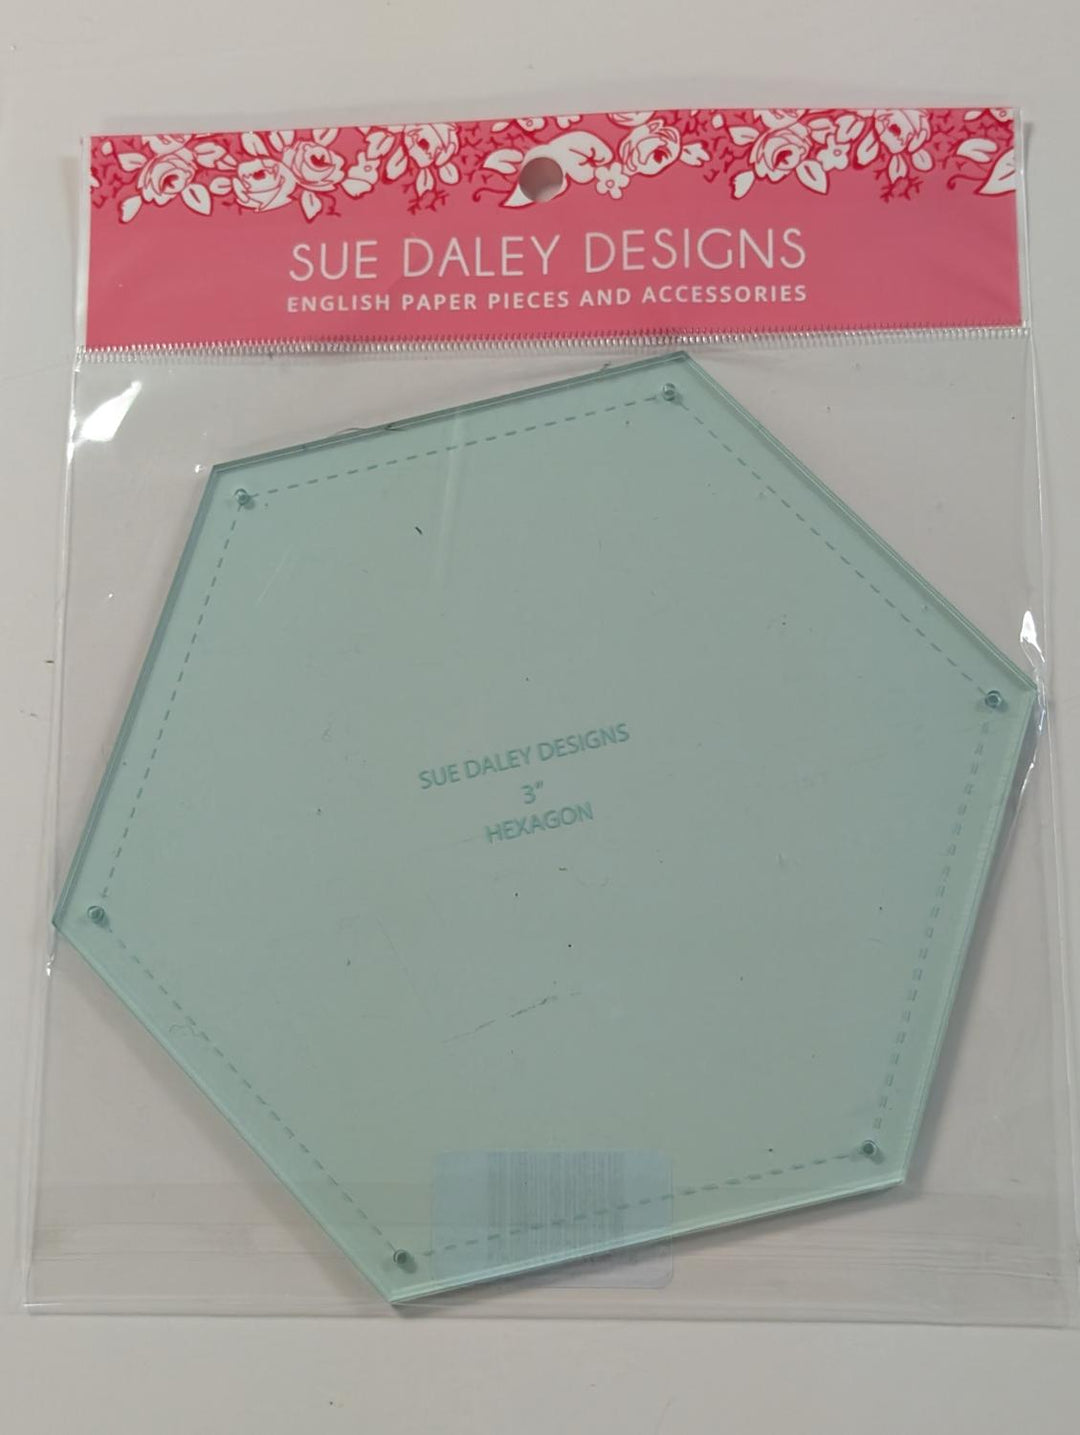 SUE DALEY DESIGNS
ENGLISH PAPER PIECES AND ACCESSORIES
SUE DALEY DESIGNS
3"
HEXAGON